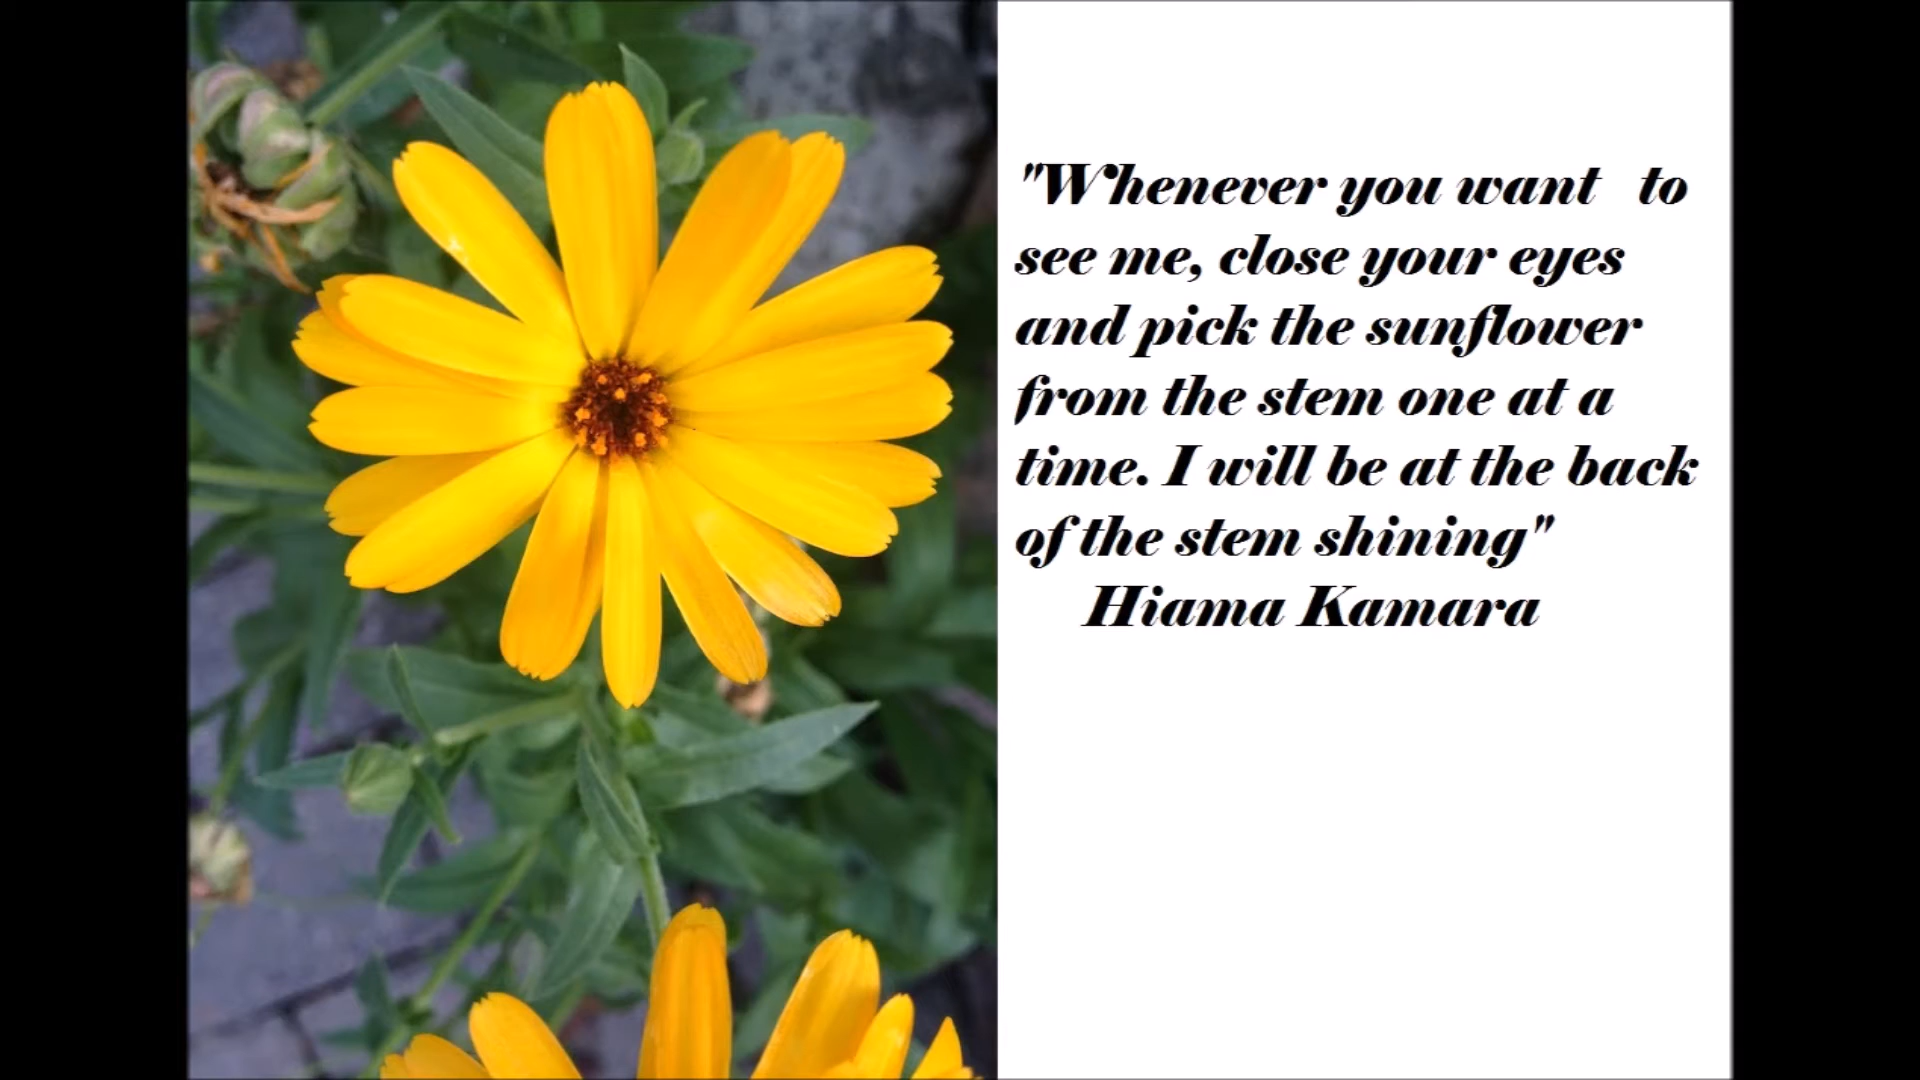 "Whenever you want to
see me, close your eyes
and pick the sunflower
from the stem one at a
time. I will be at the back
of the stem shining"
Hiama Kamara